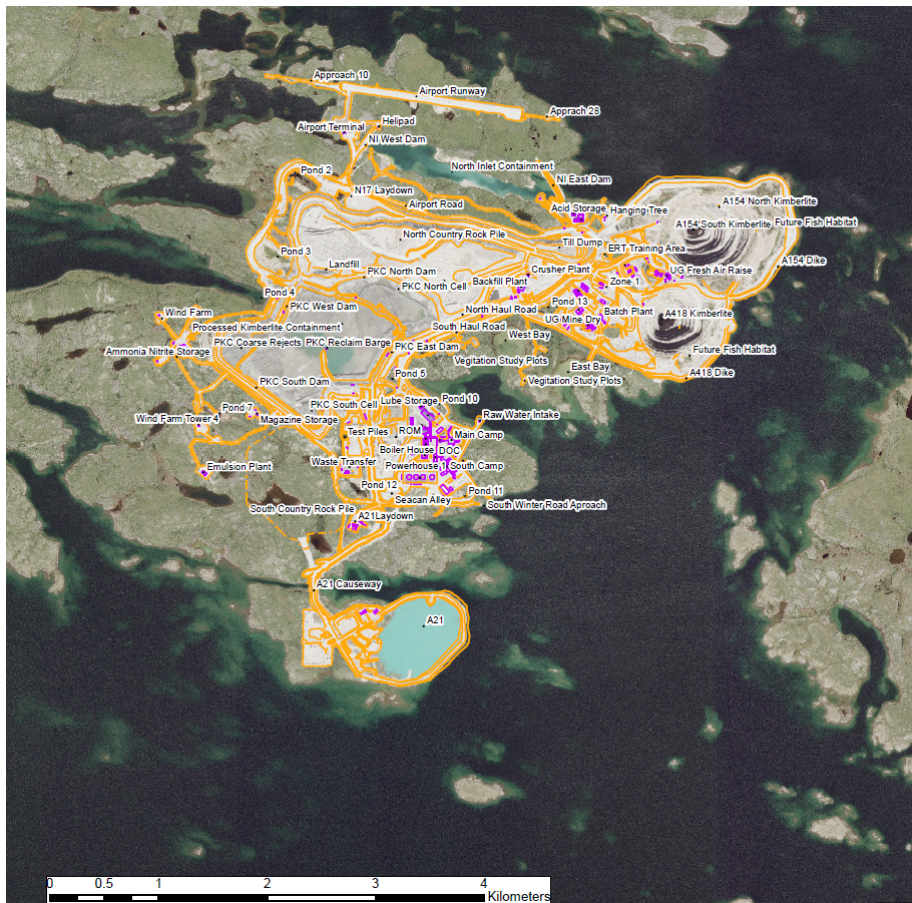 Approach 10
Airport Runway
Apprach 28
Helipad
Airport Terminal
NI West Dam
North Inlet Containment
Pond 2
NI East Dam
N17 Laydown
A154 North Kimberlite
Airport Road
Acid Storage
Hanging Tree
A154 South Kimberlite
Future Fish Habitat
North Country Rock Pile
Till Dump
ERT Training Area
Pond 3
A154 Dike
Landfill
PKC North Dam
Crusher Plant
UG Fresh Air Raise
Backfill Plant
Zone 1
PKC North Cell
Pond 4
PKC West Dam
Pond 13
Wind Farm
North Haul Road
Batch Plant
A418 Kimberlite
UG Mine Dry
Processed Kimberlite Containment
South Haul Road
West Bay
PKC Coarse Rejects
PKC Reclaim Barge
PKC East Dam
Ammonia Nitrite Storage
Future Fish Habitat
Vegitation Study Plots
East Bay
Pond 5
A418 Dike
PKC South Dam
Vegitation Study Plots
Lube Storage
Pond 10
Pond 7
PKC South Cell
Raw Water Intake
Wind Farm Tower 4
Magazine Storage
Test Piles
ROM
Main Camp
Boiler House
DOC
Emulsion Plant
Waste Transfer
Powerhouse 1
South Camp
Pond 12
Pond 11
Seacan Alley
South Country Rock Pile
South Winter Road Aproach
A21Laydown
A21 Causeway
A21
0 0.5 1 2 3 4
Kilometers